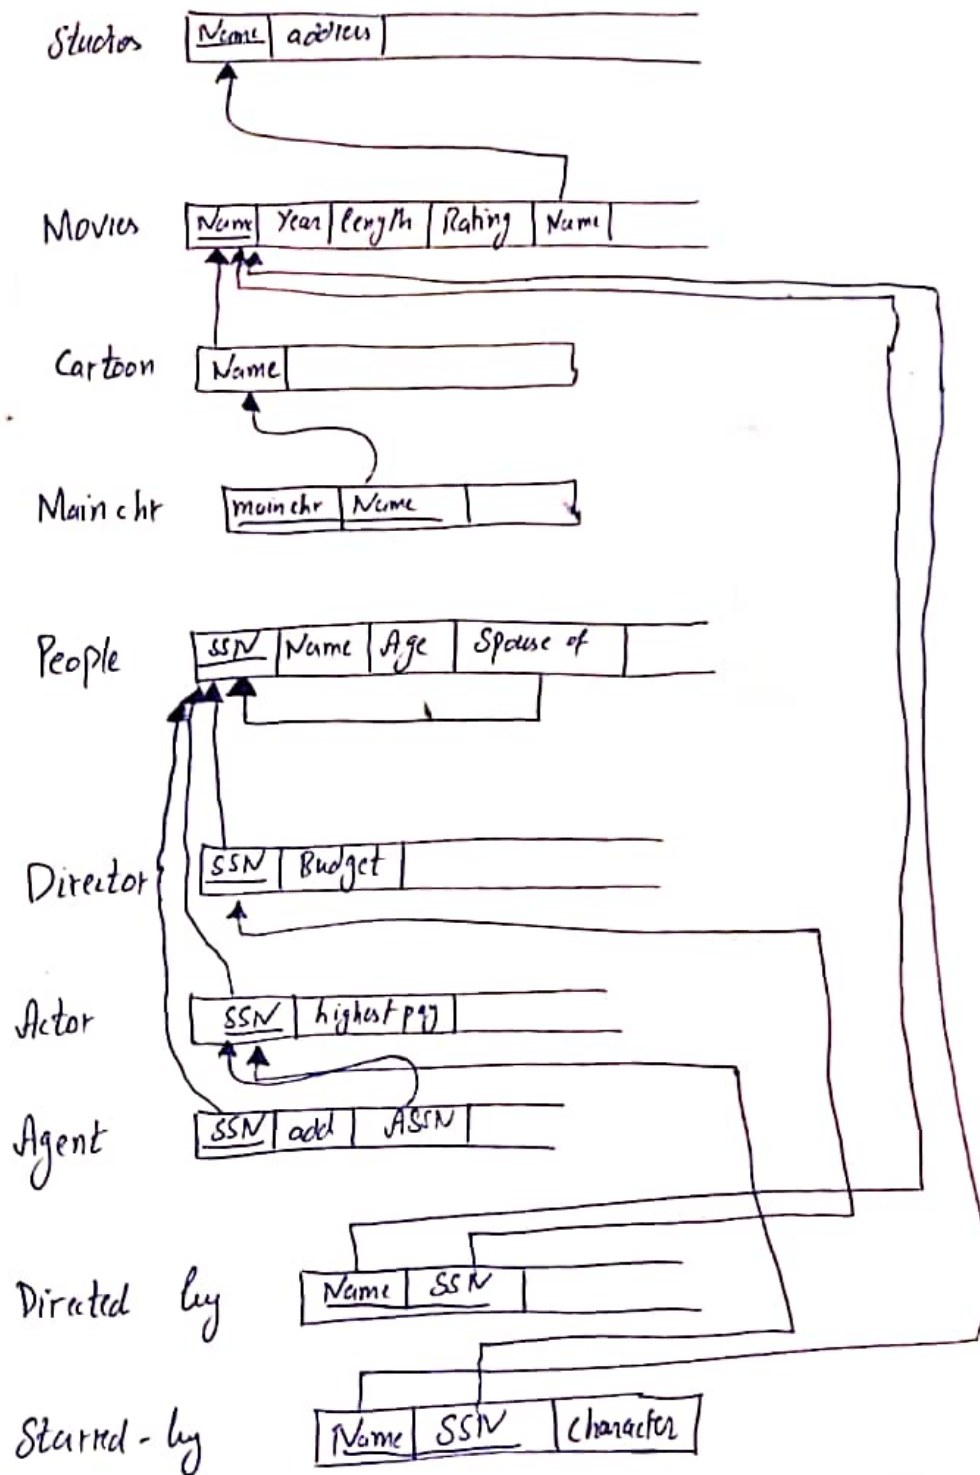 Studios Name address
Movies Name Year length Rating Name
Cartoon Name
Main chr mainchr Name
People SSN Name Age Spouse of
Director SSN Budget
Actor SSN highest pay
Agent SSN add ASSN
Directed by Name SSN
Starred-by Name SSN Character